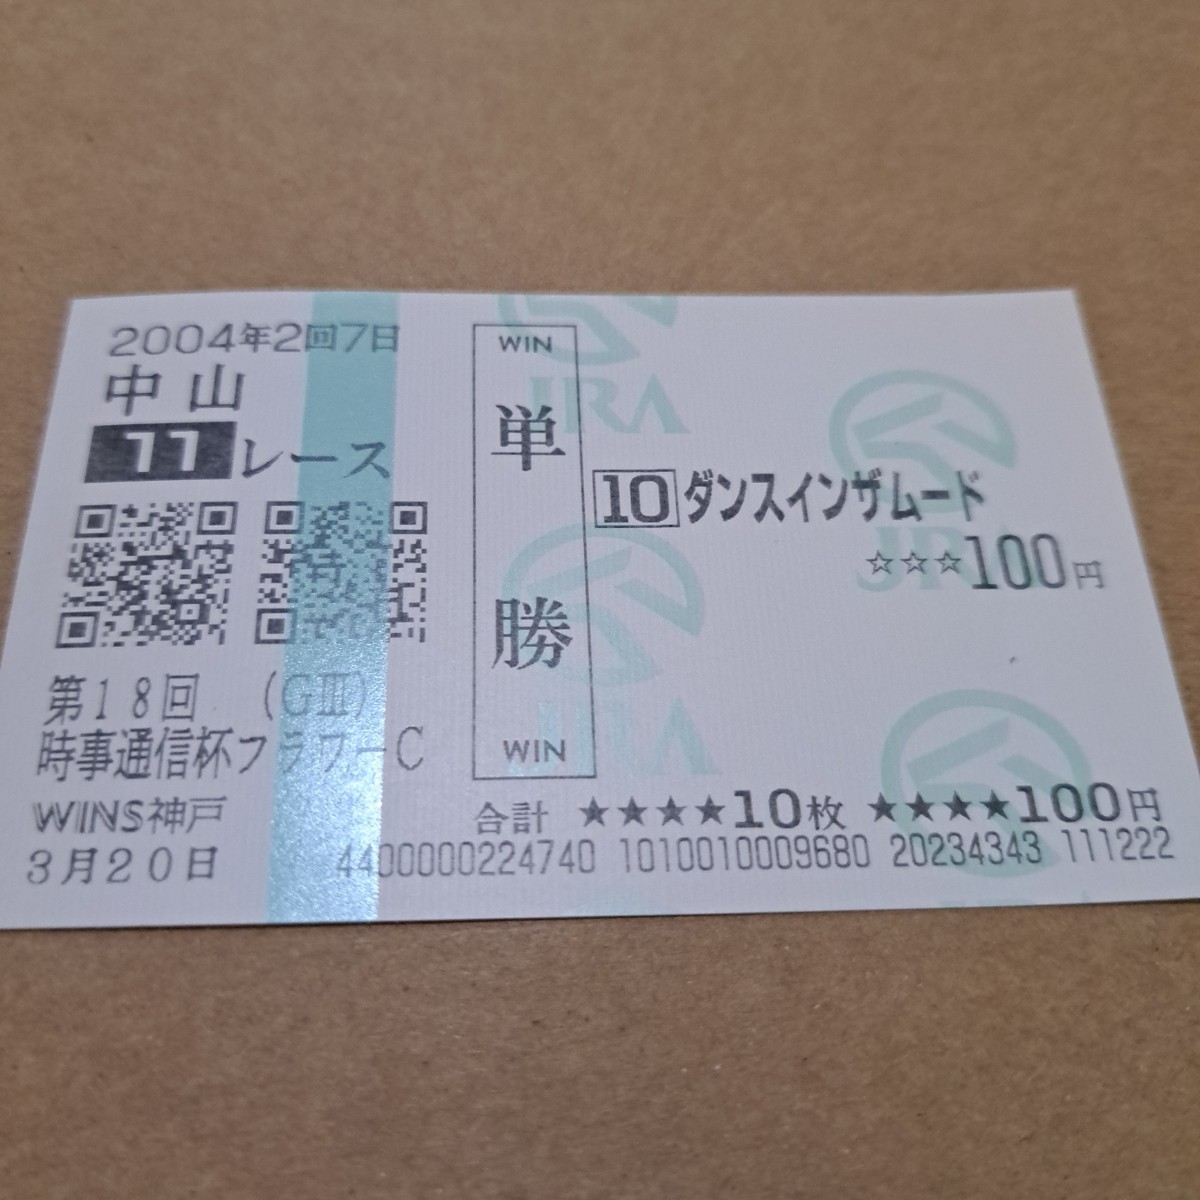 2004年2回7日
中山
11レース
第18回 (GⅢ)
時事通信杯フラワーC
WINS神戸
3月20日
WIN
単勝
WIN
JRA
JRA
JRA
10 ダンスインザムード
☆☆☆100円
合計 ★★★★10枚 ★★★★100円
4400000224740 1010010009680 20234343 111222